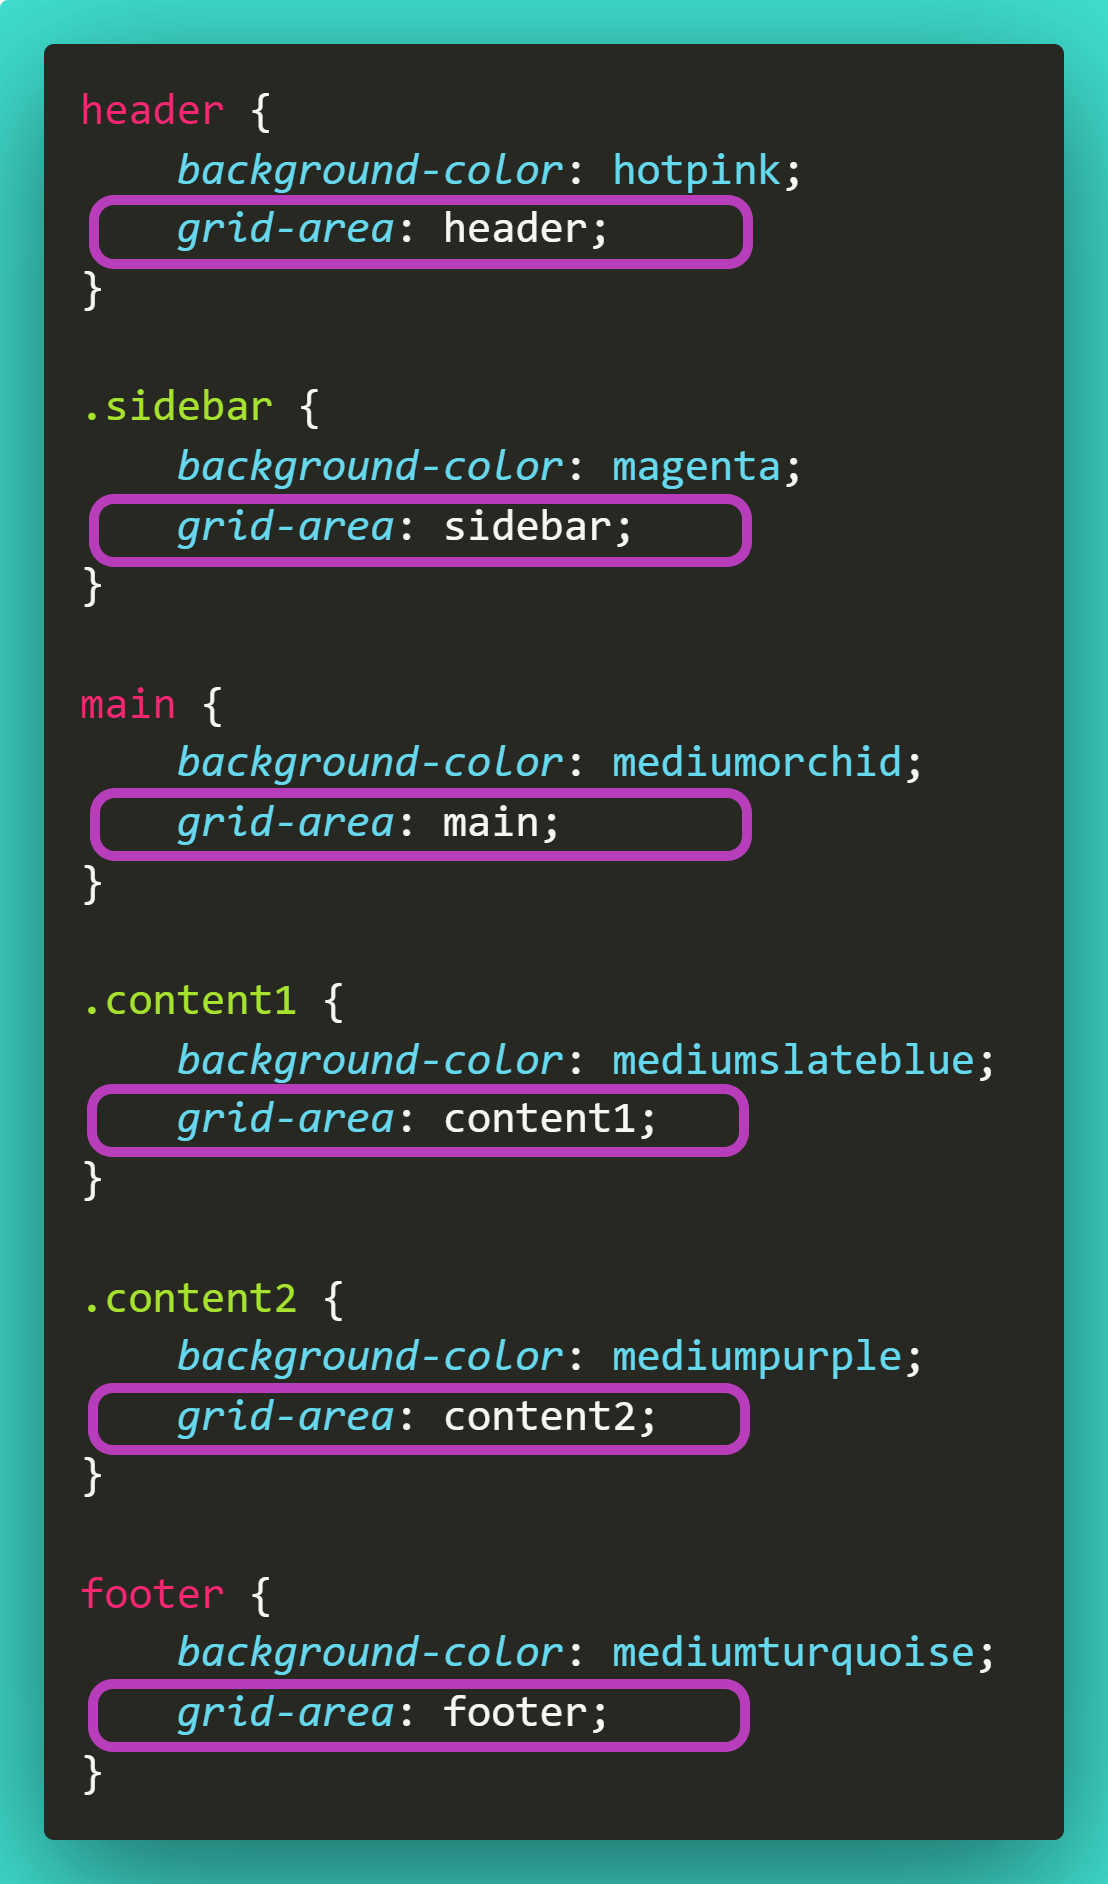 header {
    background-color: hotpink;
    grid-area: header;
}
.sidebar {
    background-color: magenta;
    grid-area: sidebar;
}
main {
    background-color: mediumorchid;
    grid-area: main;
}
.content1 {
    background-color: mediumslateblue;
    grid-area: content1;
}
.content2 {
    background-color: mediumpurple;
    grid-area: content2;
}
footer {
    background-color: mediumturquoise;
    grid-area: footer;
}